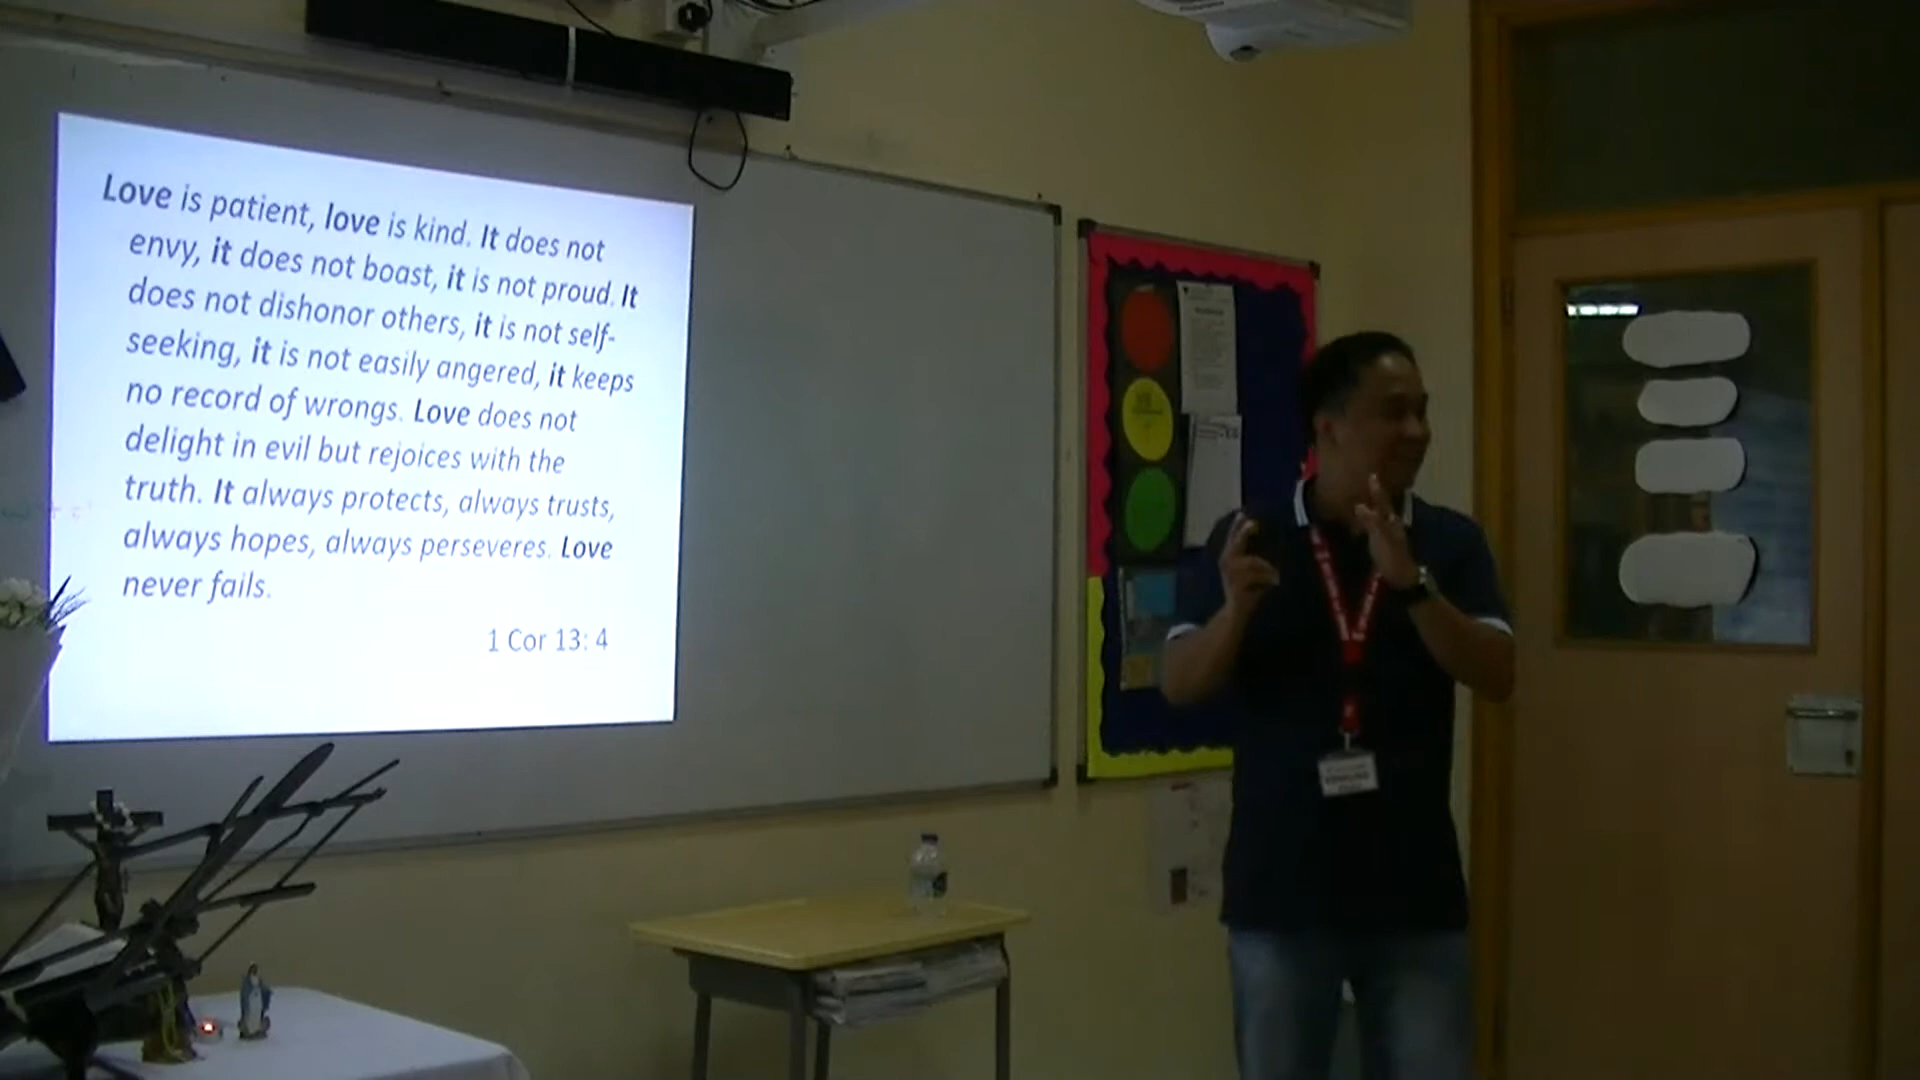 Love is patient, love is kind. It does not
envy, it does not boast, it is not proud. It
does not dishonor others, it is not self-
seeking, it is not easily angered, it keeps
no record of wrongs. Love does not
delight in evil but rejoices with the
truth. It always protects, always trusts,
always hopes, always perseveres. Love
never fails.
1 Cor 13: 4